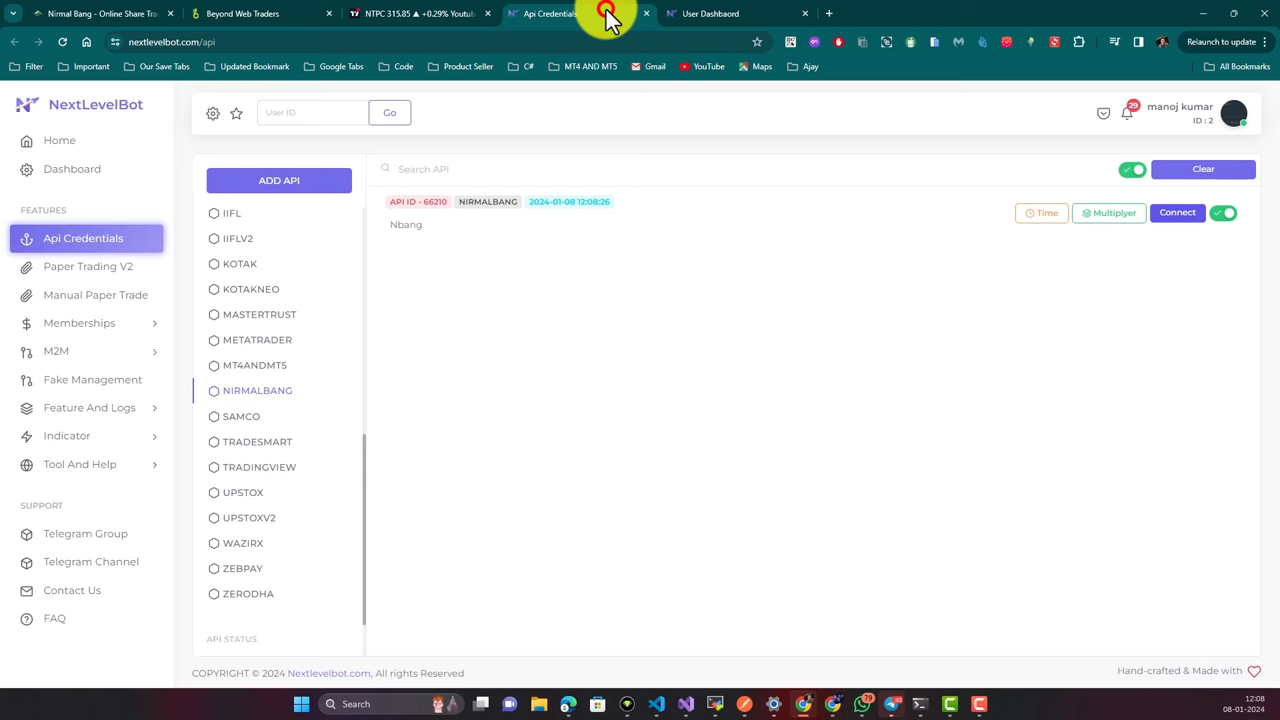 Nirmal Bang - Online Share Tra
Beyond Web Traders
NTPC 315.85 ▲ +0.29% Youtub
Api Credentials
User Dashbaord
nextlevelbot.com/api
Relaunch to update
Filter
Important
Our Save Tabs
Updated Bookmark
Google Tabs
Code
Product Seller
C#
MT4 AND MT5
Gmail
YouTube
Maps
Ajay
All Bookmarks
NextLevelBot
User ID
Go
29
manoj kumar
ID : 2
Home
Dashboard
FEATURES
Api Credentials
Paper Trading V2
Manual Paper Trade
Memberships
M2M
Fake Management
Feature And Logs
Indicator
Tool And Help
SUPPORT
Telegram Group
Telegram Channel
Contact Us
FAQ
ADD API
IIFL
IIFLV2
KOTAK
KOTAKNEO
MASTERTRUST
METATRADER
MT4ANDMT5
NIRMALBANG
SAMCO
TRADESMART
TRADINGVIEW
UPSTOX
UPSTOXV2
WAZIRX
ZEBPAY
ZERODHA
API STATUS
Search API
Clear
API ID - 66210 NIRMALBANG 2024-01-08 12:08:26
Nbang
Time
Multiplyer
Connect
COPYRIGHT © 2024 Nextlevelbot.com, All rights Reserved
Hand-crafted & Made with
Search
79
12:08
08-01-2024